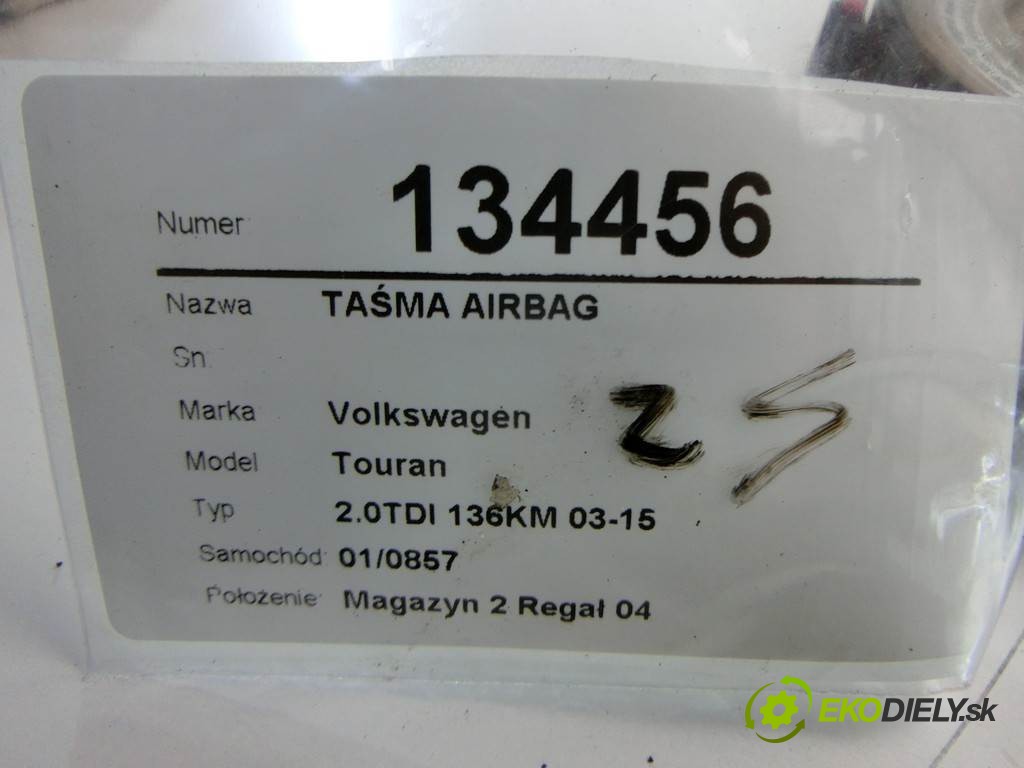 Numer 134456
Nazwa TAŚMA AIRBAG
Sn.
Marka Volkswagen
Model Touran
25
Typ 2.0TDI 136KM 03-15
Samochód: 01/0857
Położenie: Magazyn 2 Regał 04
EKODIELY.sk